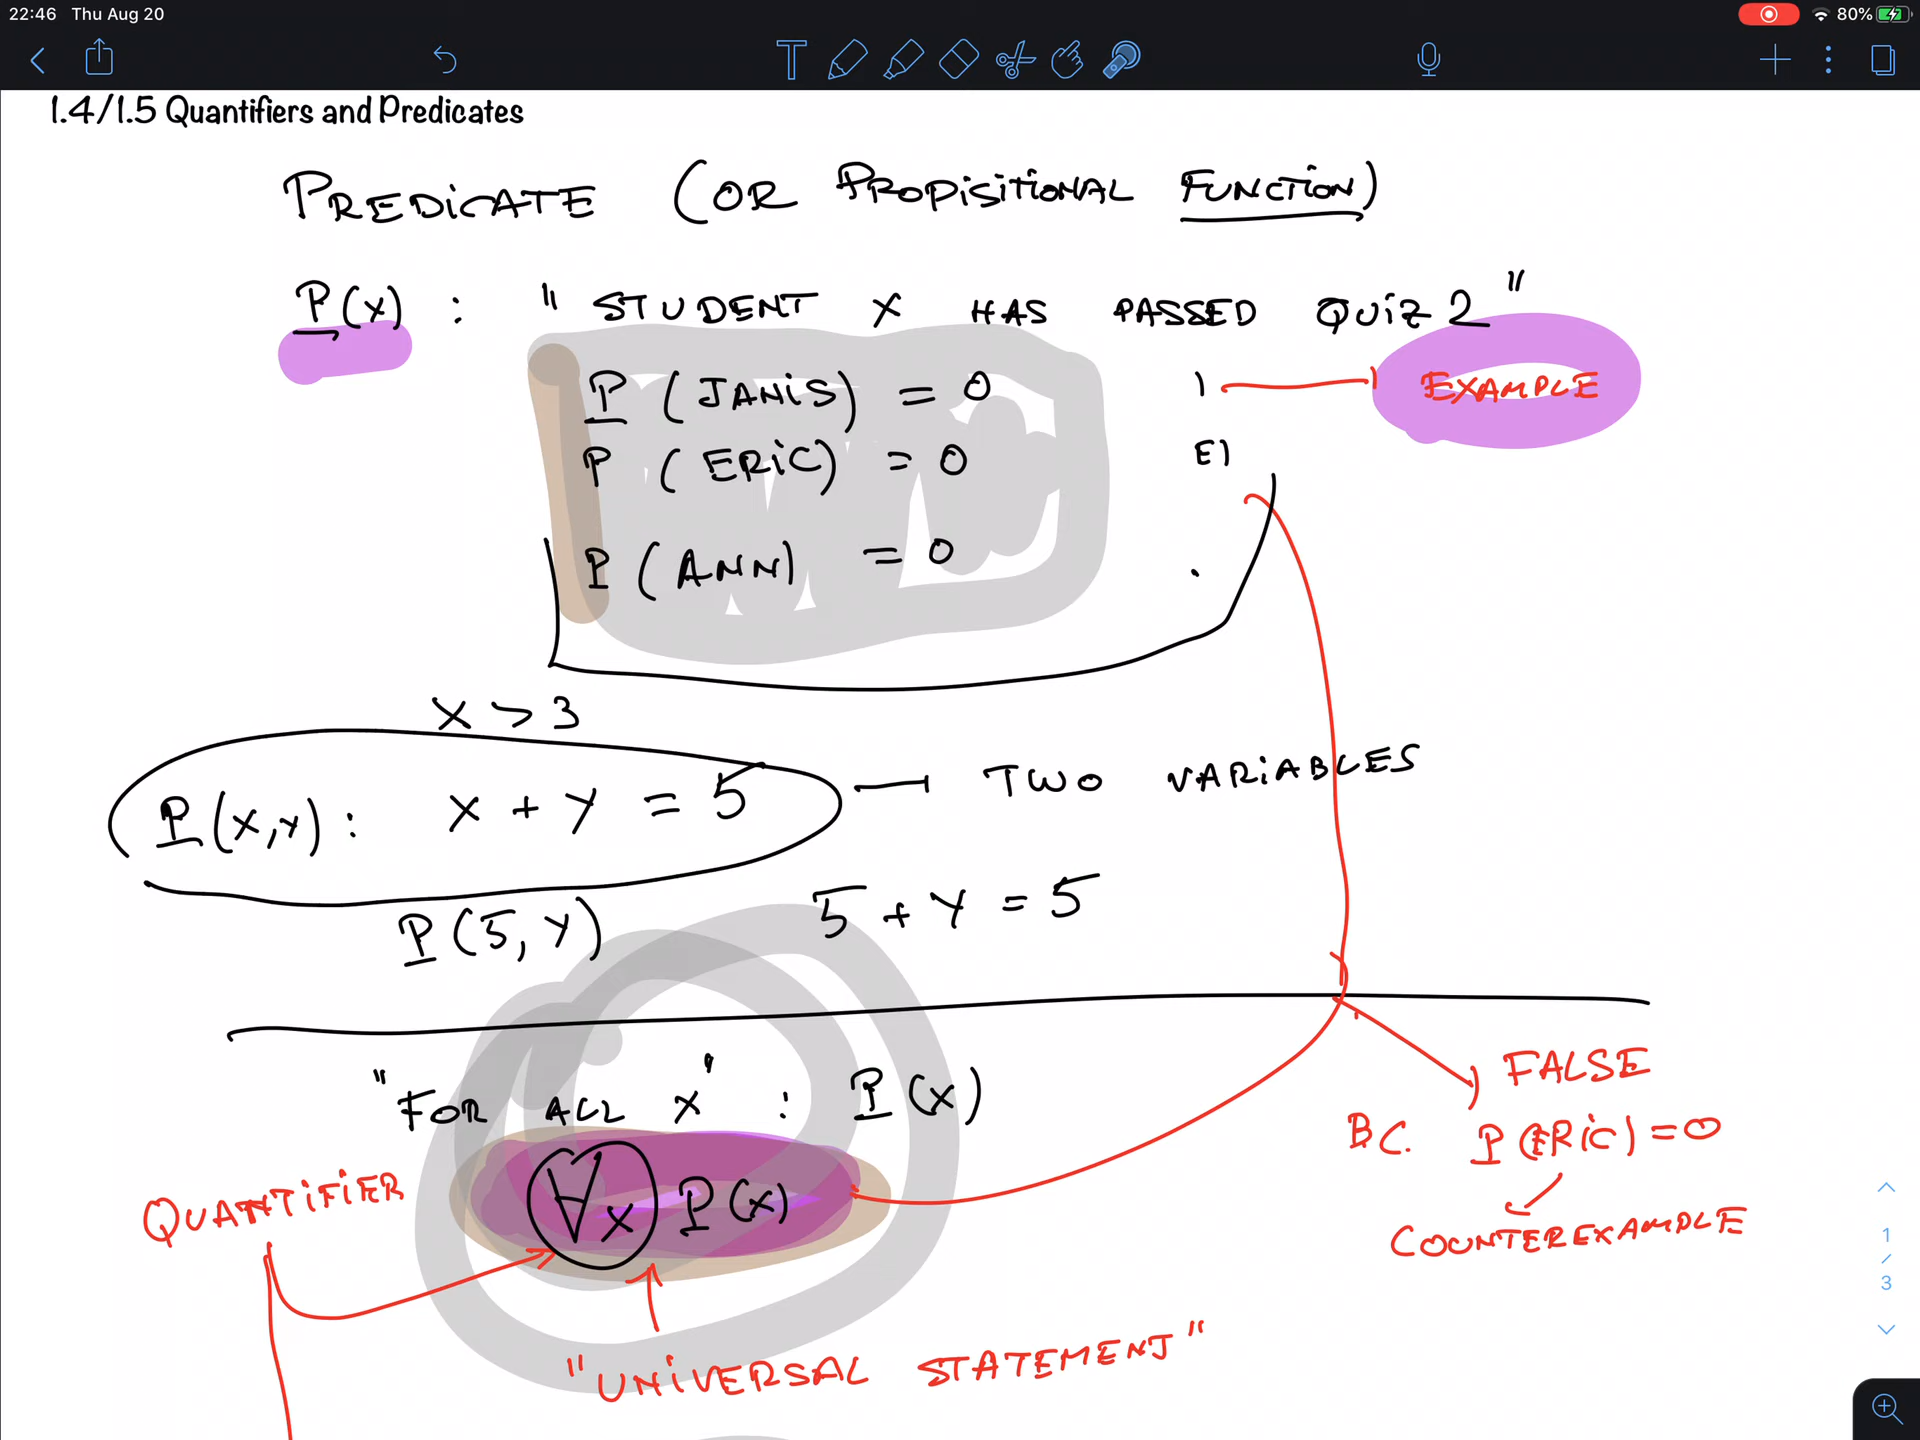 22:46 Thu Aug 20 80%
1.4/1.5 Quantifiers and Predicates
PREDICATE (OR PROPISITIONAL FUNCTION)
P(X) : "STUDENT X HAS PASSED QUIZ 2"
P (JANIS) = 0 1 EXAMPLE
P (ERIC) = 0
P (ANN) = 0 .
X > 3
P(X,Y): X + Y = 5 TWO VARIABLES
P(5,Y) 5 + Y = 5
"FOR ALL X" : P(X)
FALSE
B.C. P(ERIC) = 0
QUANTIFIER ∀x P(X)
COUNTEREXAMPLE
"UNIVERSAL STATEMENT"
1
/
3